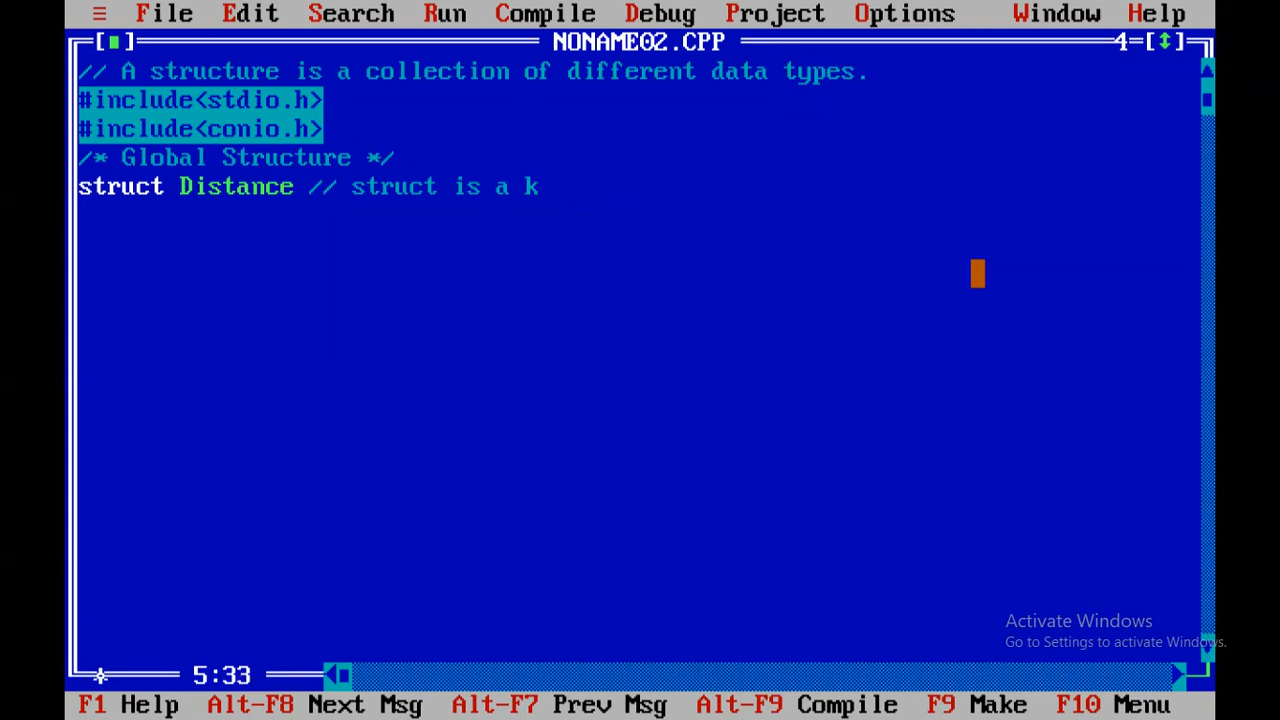 ≡ File Edit Search Run Compile Debug Project Options Window Help
[■] NONAME02.CPP 4=[↕]
// A structure is a collection of different data types.
#include<stdio.h>
#include<conio.h>
/* Global Structure */
struct Distance // struct is a k
Activate Windows
Go to Settings to activate Windows.
5:33
F1 Help Alt-F8 Next Msg Alt-F7 Prev Msg Alt-F9 Compile F9 Make F10 Menu